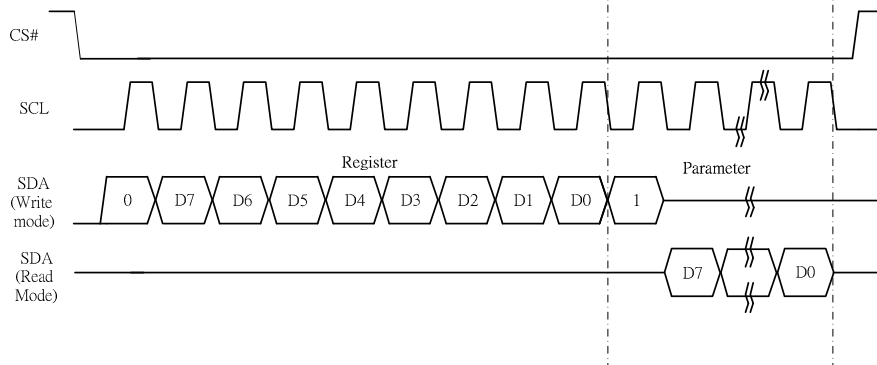 CS#
SCL
Register
Parameter
SDA
(Write
mode)
0 D7 D6 D5 D4 D3 D2 D1 D0 1
SDA
(Read
Mode)
D7 D0